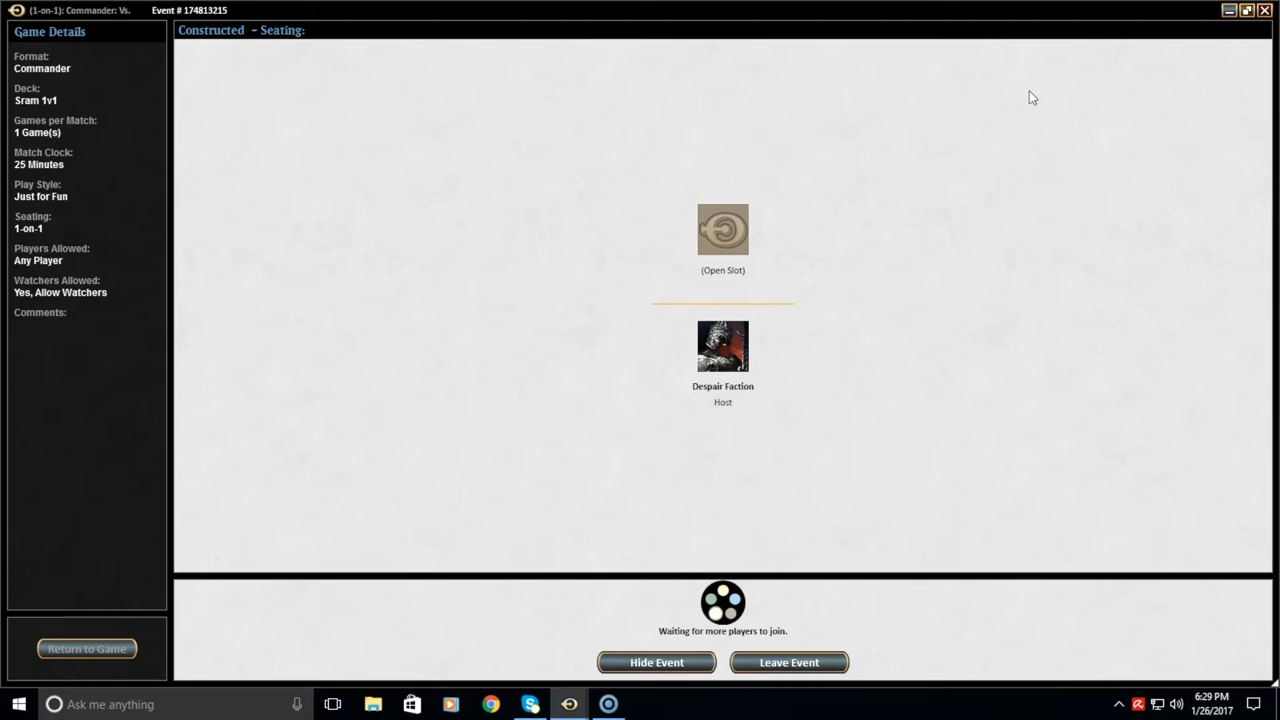 (1-on-1): Commander: Vs. Event # 174813215
Game Details
Format:
Commander
Deck:
Sram 1v1
Games per Match:
1 Game(s)
Match Clock:
25 Minutes
Play Style:
Just for Fun
Seating:
1-on-1
Players Allowed:
Any Player
Watchers Allowed:
Yes, Allow Watchers
Comments:
Return to Game
Constructed - Seating:
(Open Slot)
Despair Faction
Host
Waiting for more players to join.
Hide Event Leave Event
Ask me anything
6:29 PM
1/26/2017